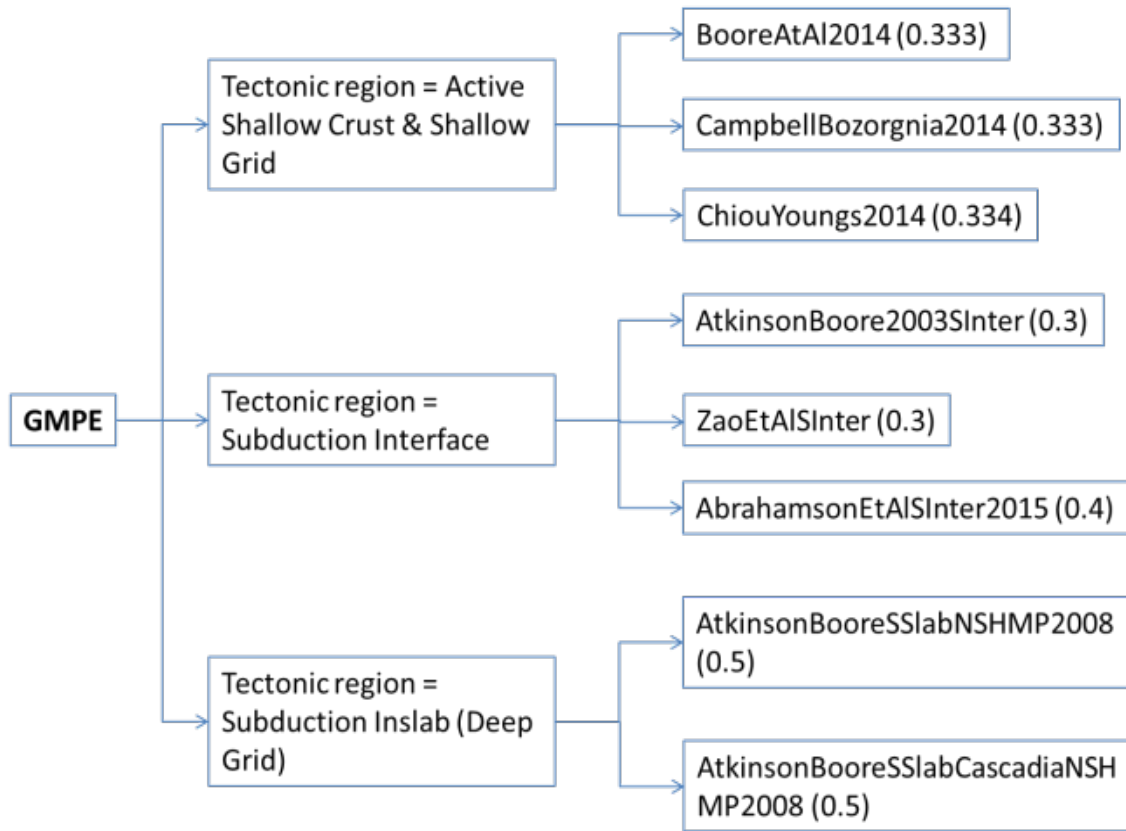 GMPE
Tectonic region = Active
Shallow Crust & Shallow
Grid
BooreAtAl2014 (0.333)
CampbellBozorgnia2014 (0.333)
ChiouYoungs2014 (0.334)
Tectonic region =
Subduction Interface
AtkinsonBoore2003SInter (0.3)
ZaoEtAlSInter (0.3)
AbrahamsonEtAlSInter2015 (0.4)
Tectonic region =
Subduction Inslab (Deep
Grid)
AtkinsonBooreSSlabNSHMP2008
(0.5)
AtkinsonBooreSSlabCascadiaNSH
MP2008 (0.5)